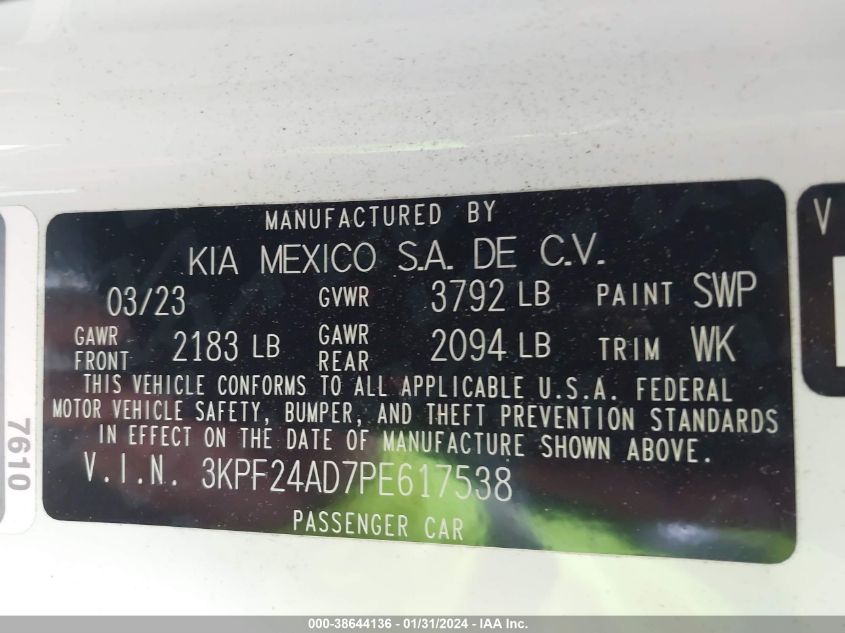 MANUFACTURED BY
KIA MEXICO S.A. DE C.V.
03/23 GVWR 3792 LB PAINT SWP
GAWR FRONT 2183 LB GAWR REAR 2094 LB TRIM WK
THIS VEHICLE CONFORMS TO ALL APPLICABLE U.S.A. FEDERAL
MOTOR VEHICLE SAFETY, BUMPER, AND THEFT PREVENTION STANDARDS
IN EFFECT ON THE DATE OF MANUFACTURE SHOWN ABOVE.
V.I.N. 3KPF24AD7PE617538
PASSENGER CAR
7610
V
000-38644136 - 01/31/2024 - IAA Inc.